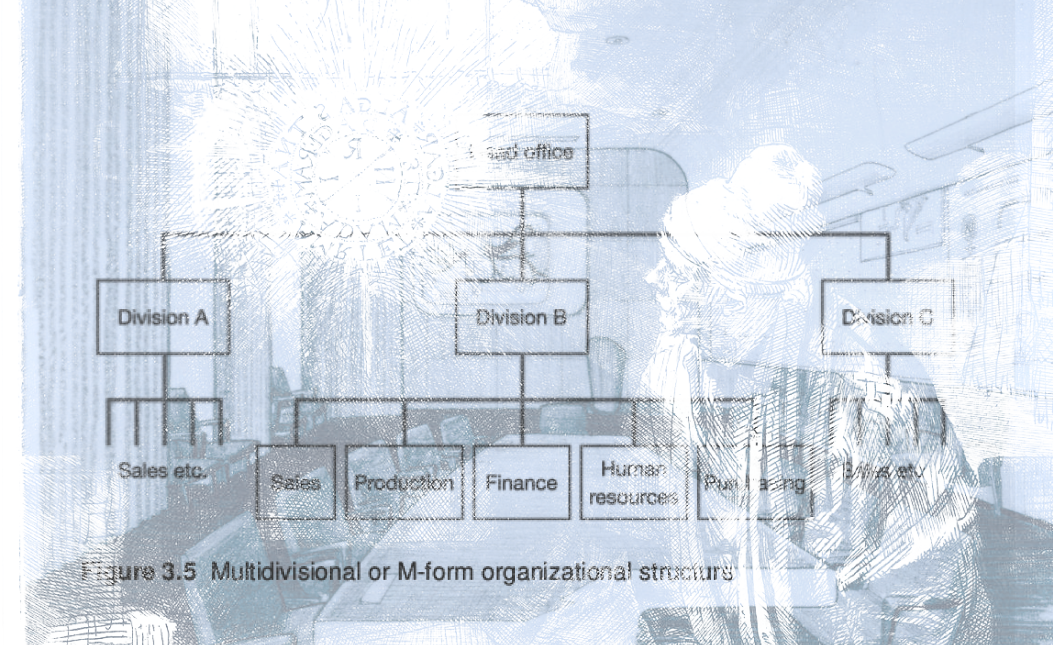 office
Division A
Division B
Division C
Sales etc.
Sales
Production
Finance
Human
resources
Purchasing
Sales etc.
Figure 3.5 Multidivisional or M-form organizational structure